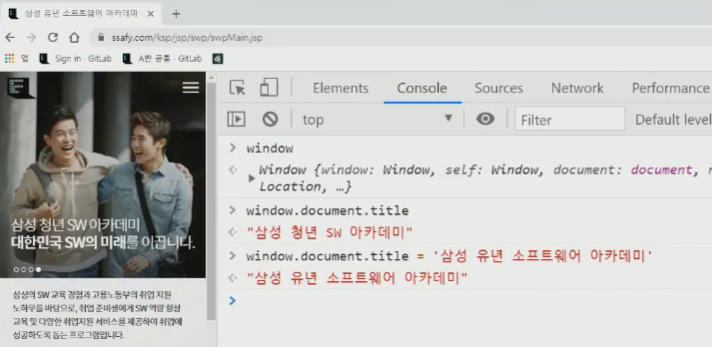 삼성 유년 소프트웨어 아카데미
ssafy.com/ksp/jsp/swp/swpMain.jsp
앱 Sign in · GitLab A반 공통 · GitLab dj
Elements Console Sources Network Performance
top Filter Default level
window
Window {window: Window, self: Window, document: document,
Location, …}
window.document.title
"삼성 청년 SW 아카데미"
window.document.title = '삼성 유년 소프트웨어 아카데미'
"삼성 유년 소프트웨어 아카데미"
삼성 청년 SW 아카데미
대한민국 SW의 미래를 이끕니다.
삼성의 SW 교육 경험과 고용노동부의 취업 지원
노하우를 바탕으로, 취업 준비생에게 SW 역량 향상
교육 및 다양한 취업지원 서비스를 제공하여 취업에
성공하도록 돕는 프로그램입니다.